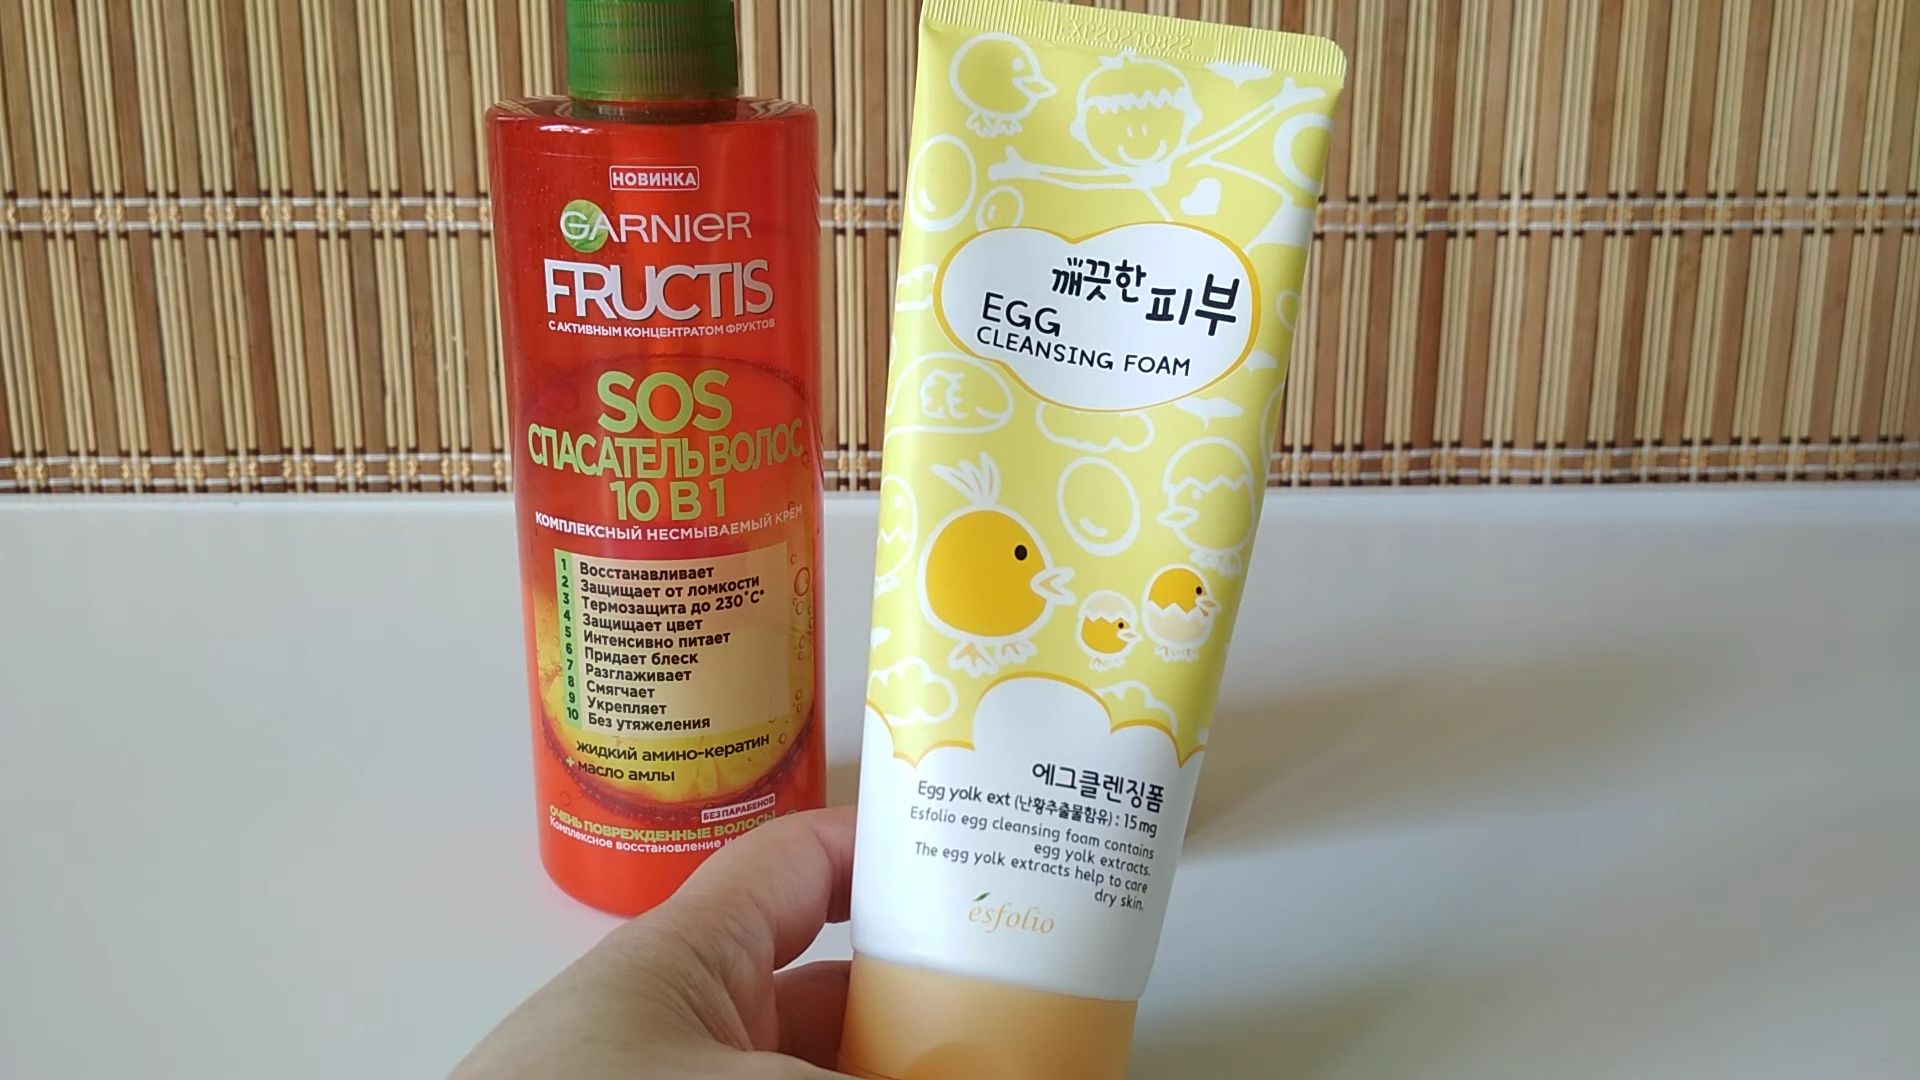 НОВИНКА
GARNIER
FRUCTIS
С АКТИВНЫМ КОНЦЕНТРАТОМ ФРУКТОВ
SOS
СПАСАТЕЛЬ ВОЛОС
10 В 1
КОМПЛЕКСНЫЙ НЕСМЫВАЕМЫЙ КРЕМ
1 Восстанавливает
2 Защищает от ломкости
3 Термозащита до 230°C*
4 Защищает цвет
5 Интенсивно питает
6 Придает блеск
7 Разглаживает
8 Смягчает
9 Укрепляет
10 Без утяжеления
жидкий амино-кератин
+ масло амлы
БЕЗ ПАРАБЕНОВ
ОЧЕНЬ ПОВРЕЖДЕННЫЕ ВОЛОСЫ
Комплексное восстановление
깨끗한 피부
EGG
CLEANSING FOAM
에그클렌징폼
Egg yolk ext (난황추출물함유) : 15mg
Esfolio egg cleansing foam contains
egg yolk extracts.
The egg yolk extracts help to care
dry skin.
esfolio